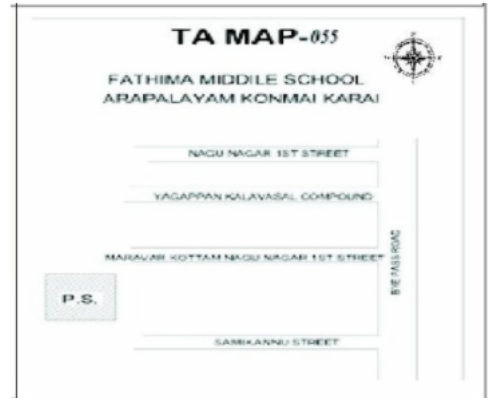 TA MAP-055
FATHIMA MIDDILE SCHOOL
ARAPALAYAM KONMAI KARAI
NAGU NAGAR 1ST STREET
YAGAPPAN KALAVASAL COMPOUND
MARAVAR KOTTAM NAGU NAGAR 1ST STREET
BYE PASS ROAD
P.S.
SAMIKANNU STREET